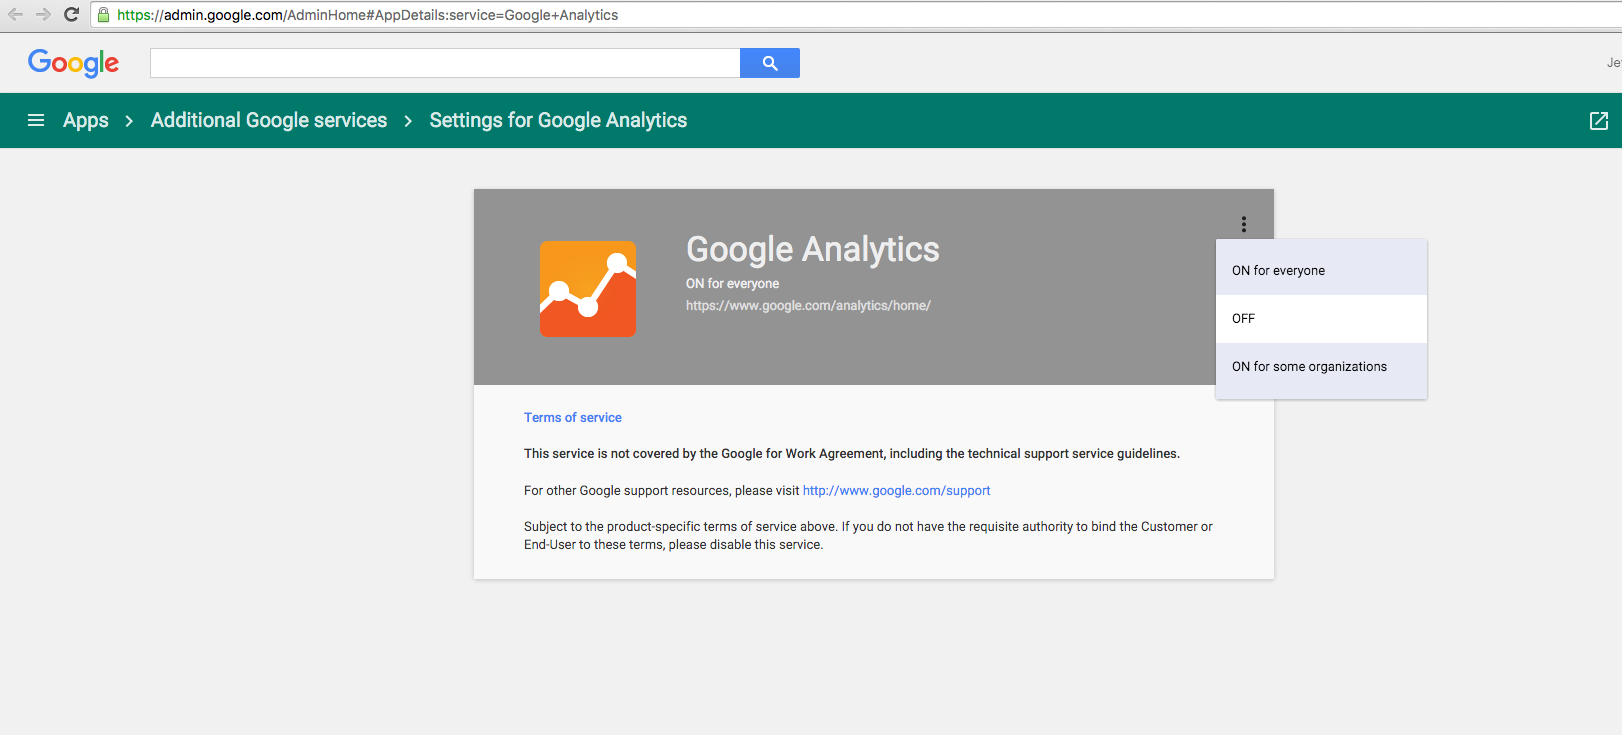 https://admin.google.com/AdminHome#AppDetails:service=Google+Analytics
Google
Apps > Additional Google services > Settings for Google Analytics
Google Analytics
ON for everyone
https://www.google.com/analytics/home/
ON for everyone
OFF
ON for some organizations
Terms of service
This service is not covered by the Google for Work Agreement, including the technical support service guidelines.
For other Google support resources, please visit http://www.google.com/support
Subject to the product-specific terms of service above. If you do not have the requisite authority to bind the Customer or
End-User to these terms, please disable this service.